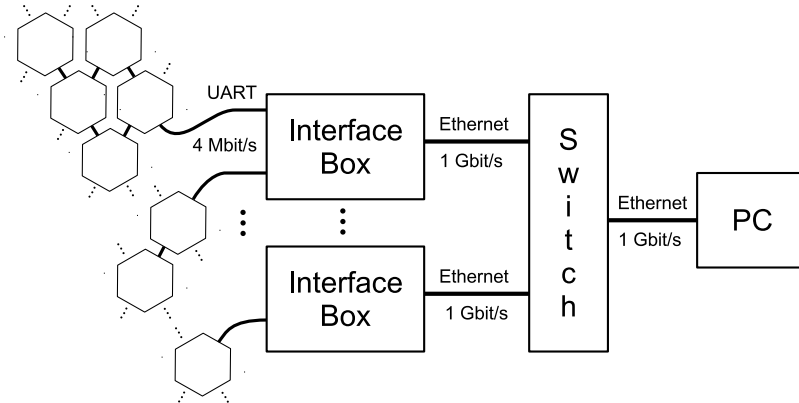 UART
4 Mbit/s
Interface
Box
Ethernet
1 Gbit/s
S
w
i
t
c
h
Ethernet
1 Gbit/s
PC
Interface
Box
Ethernet
1 Gbit/s